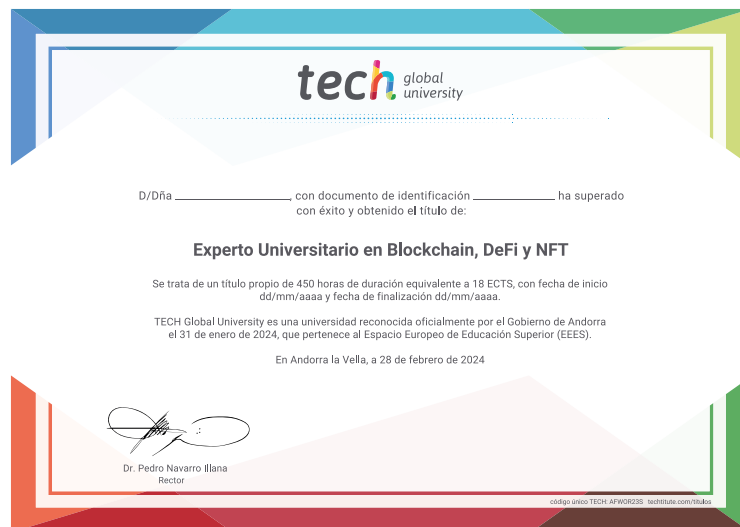 tech global
university
D/Dña ____________________, con documento de identificación ______________ ha superado
con éxito y obtenido el título de:
Experto Universitario en Blockchain, DeFi y NFT
Se trata de un título propio de 450 horas de duración equivalente a 18 ECTS, con fecha de inicio
dd/mm/aaaa y fecha de finalización dd/mm/aaaa.
TECH Global University es una universidad reconocida oficialmente por el Gobierno de Andorra
el 31 de enero de 2024, que pertenece al Espacio Europeo de Educación Superior (EEES).
En Andorra la Vella, a 28 de febrero de 2024
Dr. Pedro Navarro Illana
Rector
código único TECH: AFWOR23S techtitute.com/titulos